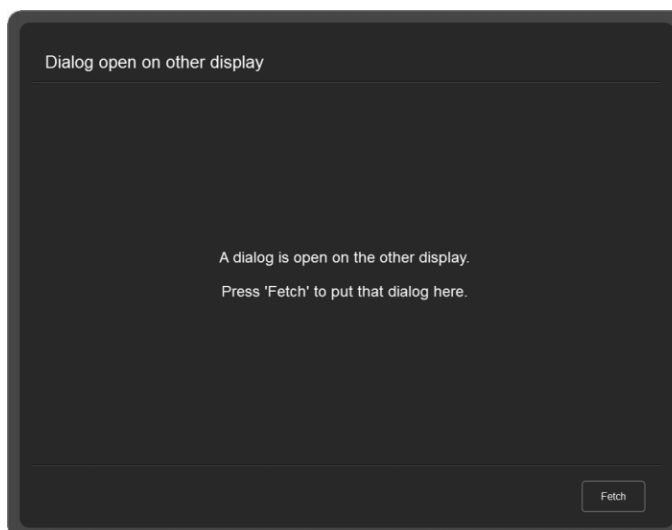 Dialog open on other display
A dialog is open on the other display.
Press 'Fetch' to put that dialog here.
Fetch